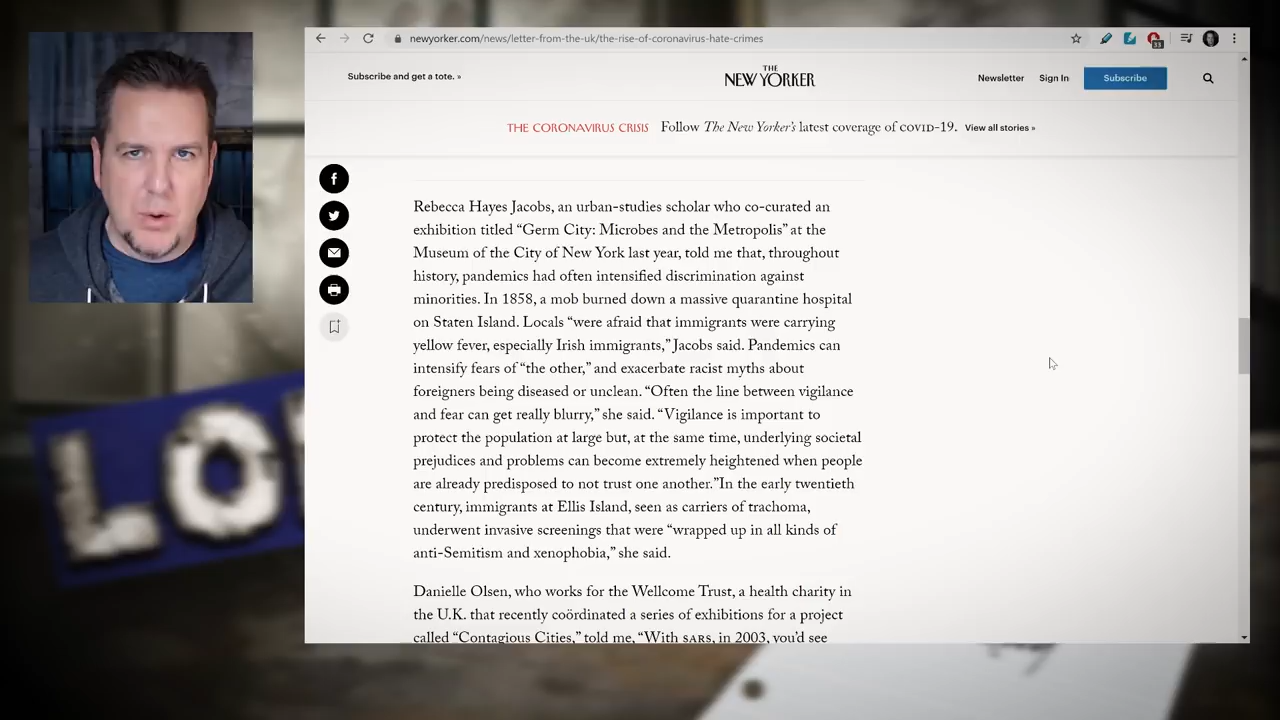 newyorker.com/news/letter-from-the-uk/the-rise-of-coronavirus-hate-crimes
33
Subscribe and get a tote. »
THE
NEW YORKER
Newsletter
Sign In
Subscribe
THE CORONAVIRUS CRISIS Follow The New Yorker's latest coverage of COVID-19. View all stories »
Rebecca Hayes Jacobs, an urban-studies scholar who co-curated an
exhibition titled “Germ City: Microbes and the Metropolis” at the
Museum of the City of New York last year, told me that, throughout
history, pandemics had often intensified discrimination against
minorities. In 1858, a mob burned down a massive quarantine hospital
on Staten Island. Locals “were afraid that immigrants were carrying
yellow fever, especially Irish immigrants,” Jacobs said. Pandemics can
intensify fears of “the other,” and exacerbate racist myths about
foreigners being diseased or unclean. “Often the line between vigilance
and fear can get really blurry,” she said. “Vigilance is important to
protect the population at large but, at the same time, underlying societal
prejudices and problems can become extremely heightened when people
are already predisposed to not trust one another.”In the early twentieth
century, immigrants at Ellis Island, seen as carriers of trachoma,
underwent invasive screenings that were “wrapped up in all kinds of
anti-Semitism and xenophobia,” she said.
Danielle Olsen, who works for the Wellcome Trust, a health charity in
the U.K. that recently coördinated a series of exhibitions for a project
called “Contagious Cities,” told me, “With SARS, in 2003, you'd see
LO